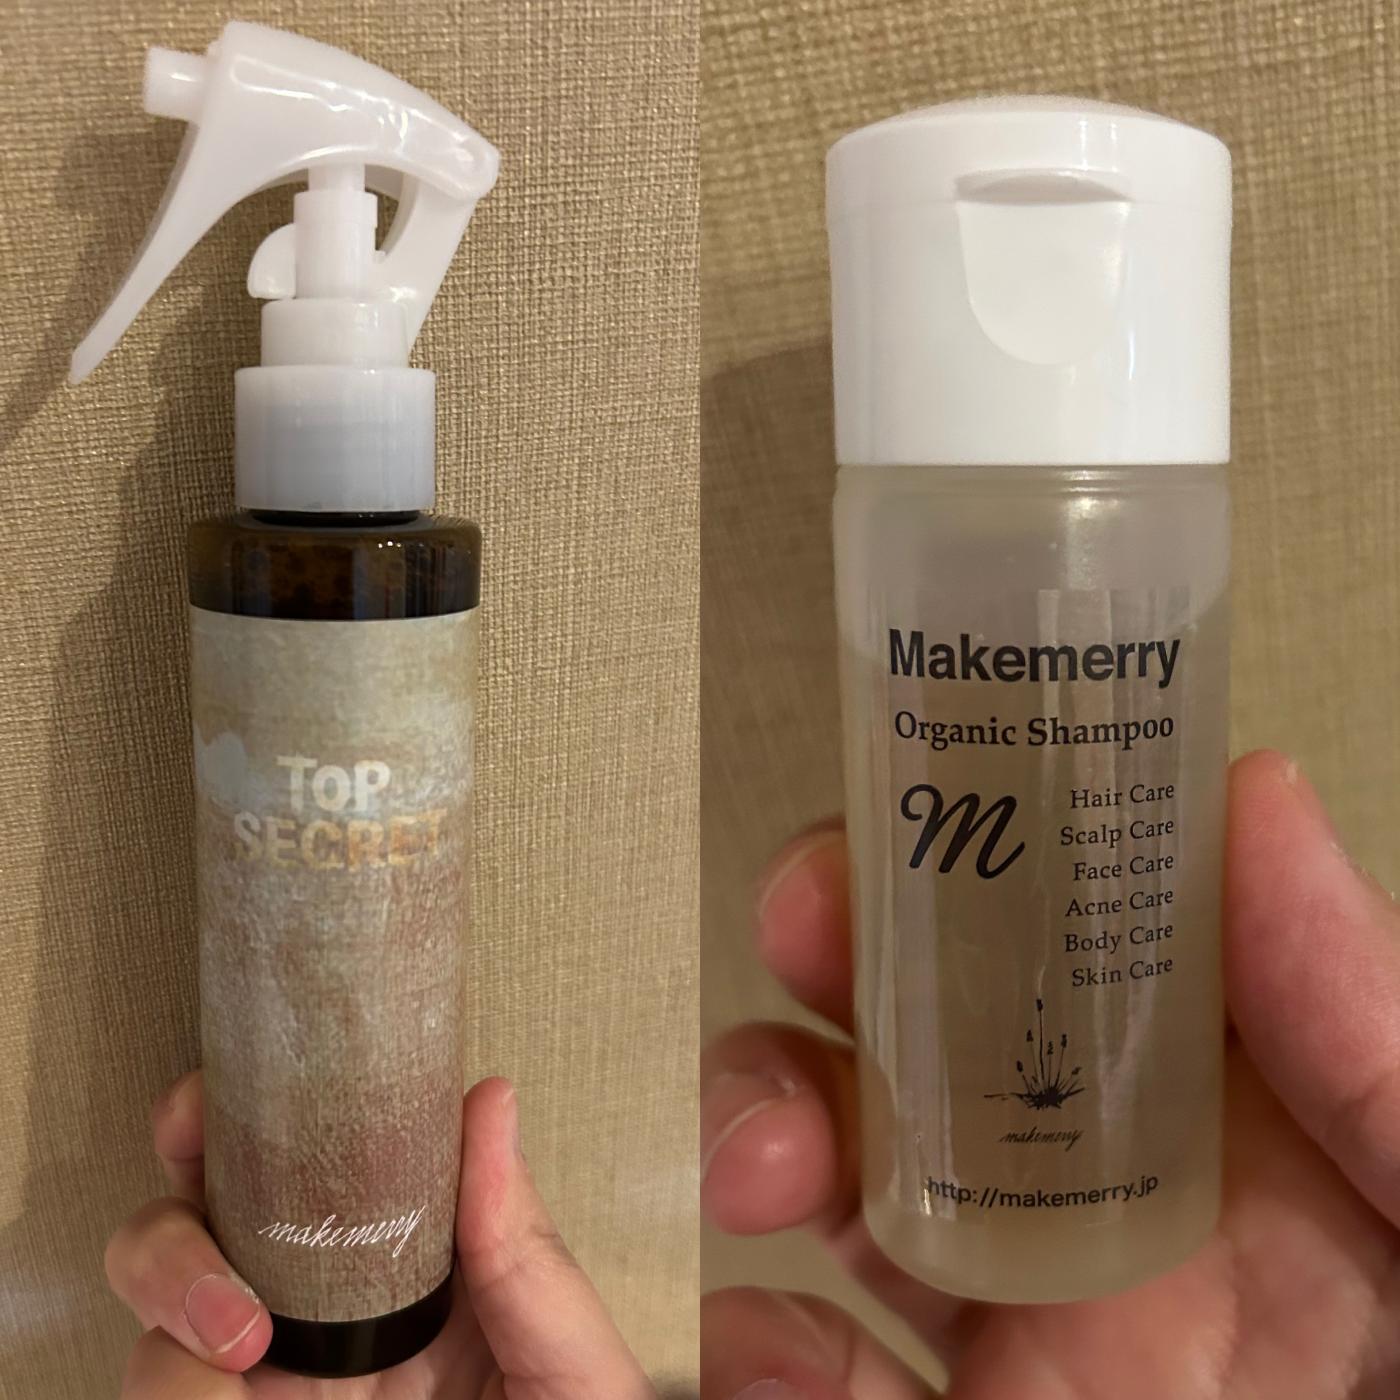 TOP
SECRET
makemerry
Makemerry
Organic Shampoo
m
Hair Care
Scalp Care
Face Care
Acne Care
Body Care
Skin Care
makemerry
http://makemerry.jp